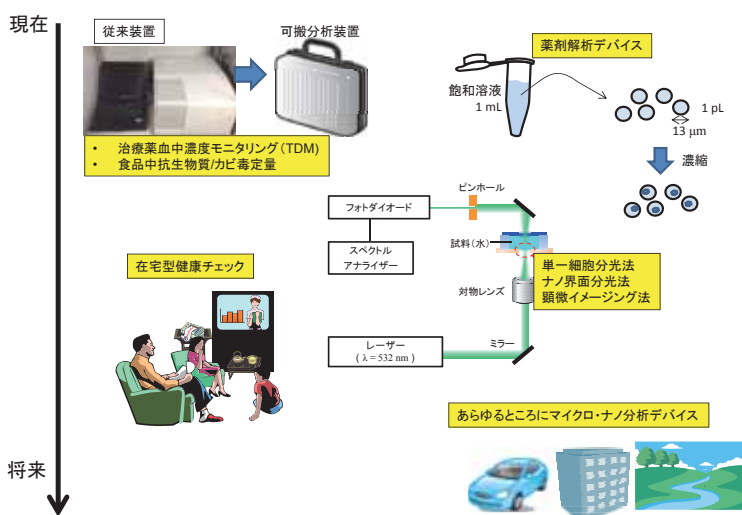 現在
従来装置
可搬分析装置
・ 治療薬血中濃度モニタリング(TDM)
・ 食品中抗生物質/カビ毒定量
薬剤解析デバイス
飽和溶液
1 mL
1 pL
13 μm
濃縮
ピンホール
フォトダイオード
スペクトル
アナライザー
試料(水)
対物レンズ
単一細胞分光法
ナノ界面分光法
顕微イメージング法
レーザー
( λ = 532 nm )
ミラー
在宅型健康チェック
あらゆるところにマイクロ・ナノ分析デバイス
将来